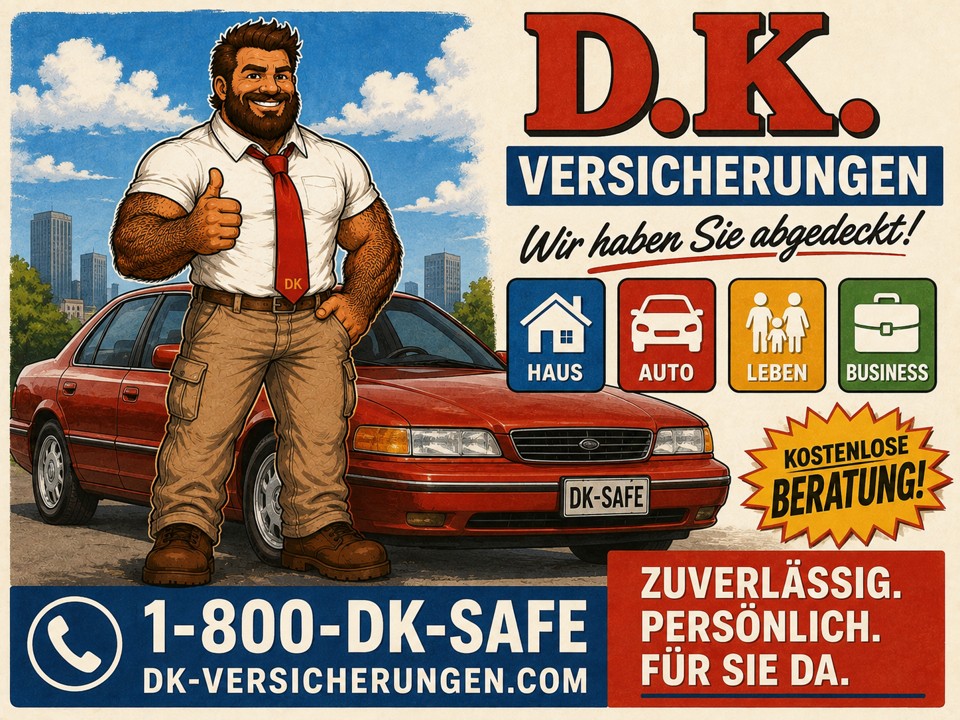 D.K.
VERSICHERUNGEN
Wir haben Sie abgedeckt!
HAUS
AUTO
LEBEN
BUSINESS
KOSTENLOSE
BERATUNG!
DK
DK-SAFE
1-800-DK-SAFE
DK-VERSICHERUNGEN.COM
ZUVERLÄSSIG.
PERSÖNLICH.
FÜR SIE DA.